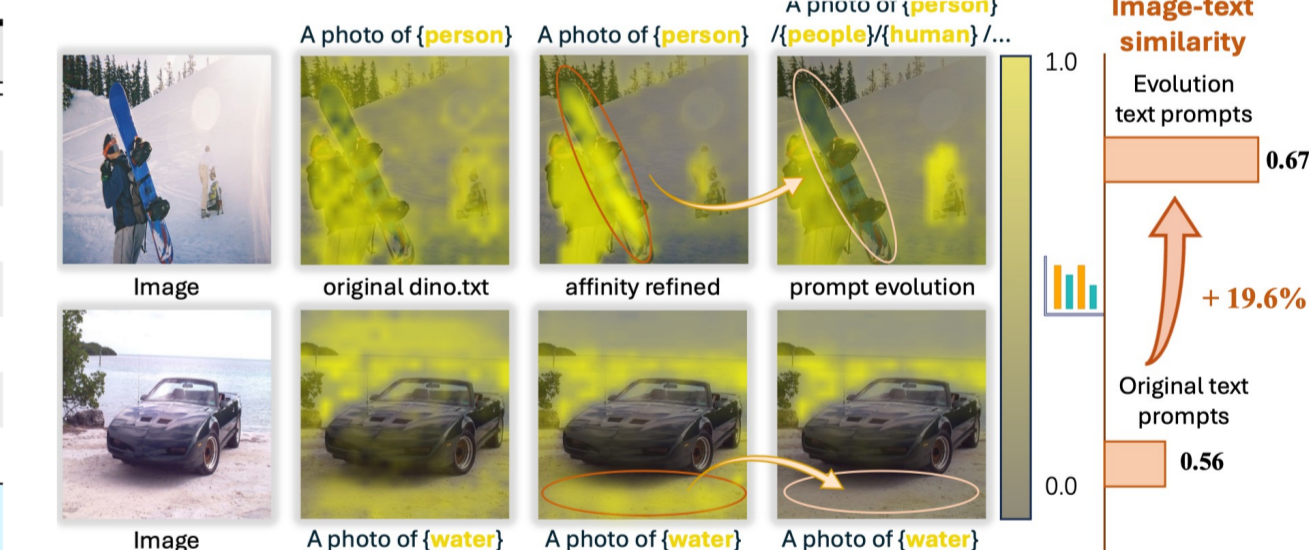 A photo of {person}
A photo of {person}
A photo of {person}
/{people}/{human} /...
Image
original dino.txt
affinity refined
prompt evolution
Image
A photo of {water}
A photo of {water}
A photo of {water}
1.0
0.0
Image-text
similarity
Evolution
text prompts
0.67
+ 19.6%
Original text
prompts
0.56